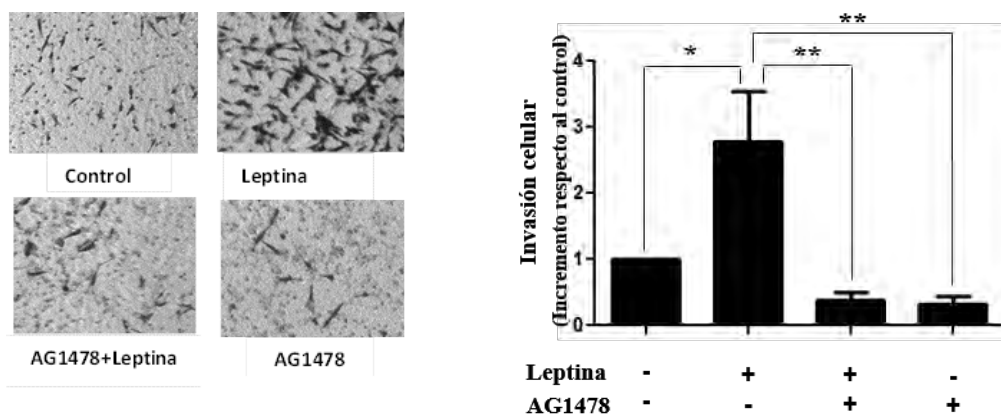 Control
Leptina
AG1478+Leptina
AG1478
Invasión celular
(Incremento respecto al control)
**
*
**
4
3
2
1
0
Leptina - + + -
AG1478 - - + +